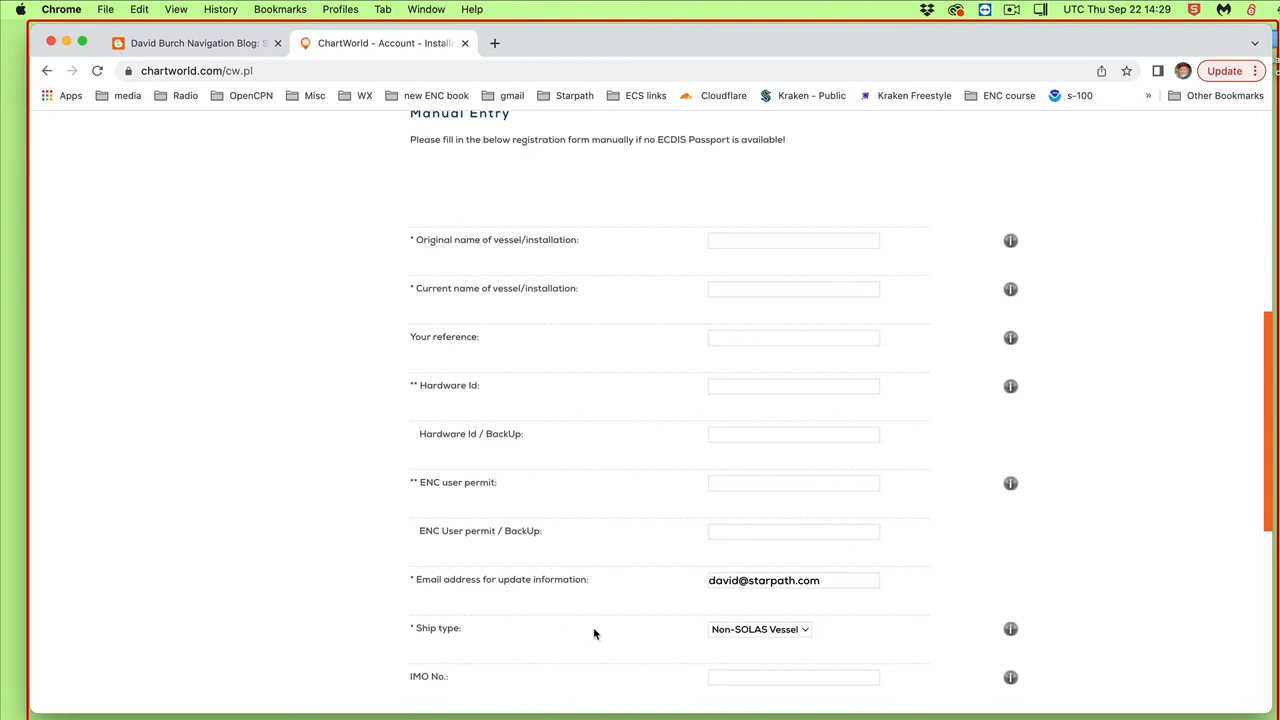 Chrome File Edit View History Bookmarks Profiles Tab Window Help UTC Thu Sep 22 14:29
David Burch Navigation Blog: S ChartWorld - Account - Installa
chartworld.com/cw.pl Update
Apps media Radio OpenCPN Misc WX new ENC book gmail Starpath ECS links Cloudflare Kraken - Public Kraken Freestyle ENC course s-100 » Other Bookmarks
Manual Entry
Please fill in the below registration form manually if no ECDIS Passport is available!
* Original name of vessel/installation:
* Current name of vessel/installation:
Your reference:
** Hardware Id:
Hardware Id / BackUp:
** ENC user permit:
ENC User permit / BackUp:
* Email address for update information: david@starpath.com
* Ship type: Non-SOLAS Vessel
IMO No.: